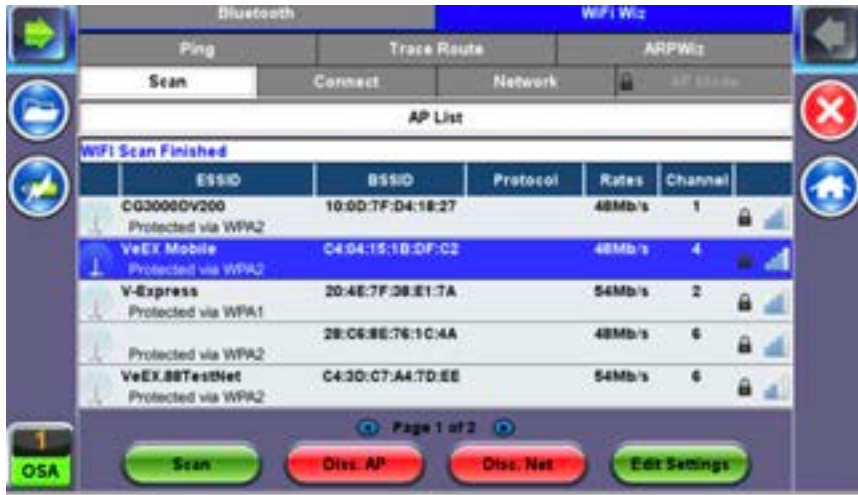 Bluetooth WiFi Wiz
Ping Trace Route ARPWiz
Scan Connect Network AP Mode
AP List
WIFI Scan Finished
ESSID BSSID Protocol Rates Channel
CG3000DV200 10:0D:7F:D4:18:27 48Mb/s 1
Protected via WPA2
VeEX Mobile C4:04:15:1B:DF:C2 48Mb/s 4
Protected via WPA2
V-Express 20:4E:7F:38:E1:7A 54Mb/s 2
Protected via WPA1
28:C6:8E:76:1C:4A 48Mb/s 6
Protected via WPA2
VeEX.88TestNet C4:3D:C7:A4:7D:EE 54Mb/s 6
Protected via WPA2
Page 1 of 2
1
OSA
Scan Disc. AP Disc. Net Edit Settings